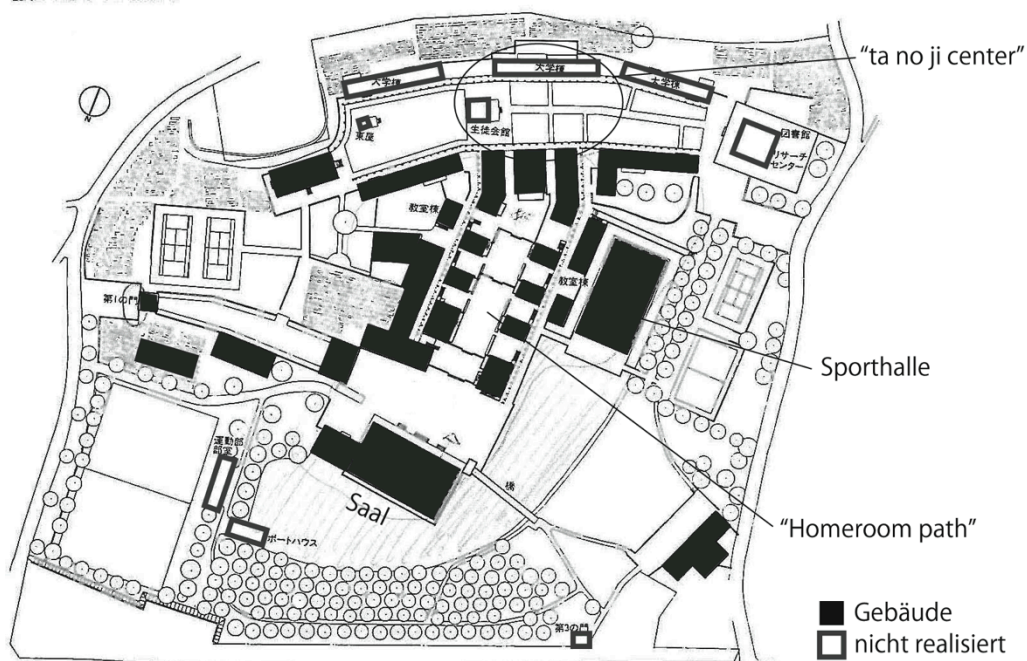 “ta no ji center”
大学棟
大学棟
大学棟
N
東屋
生徒会館
図書館
リサーチ
センター
教室棟
教室棟
第1の門
Sporthalle
運動部
部室
Saal
橋
ボートハウス
“Homeroom path”
第3の門
Gebäude
nicht realisiert